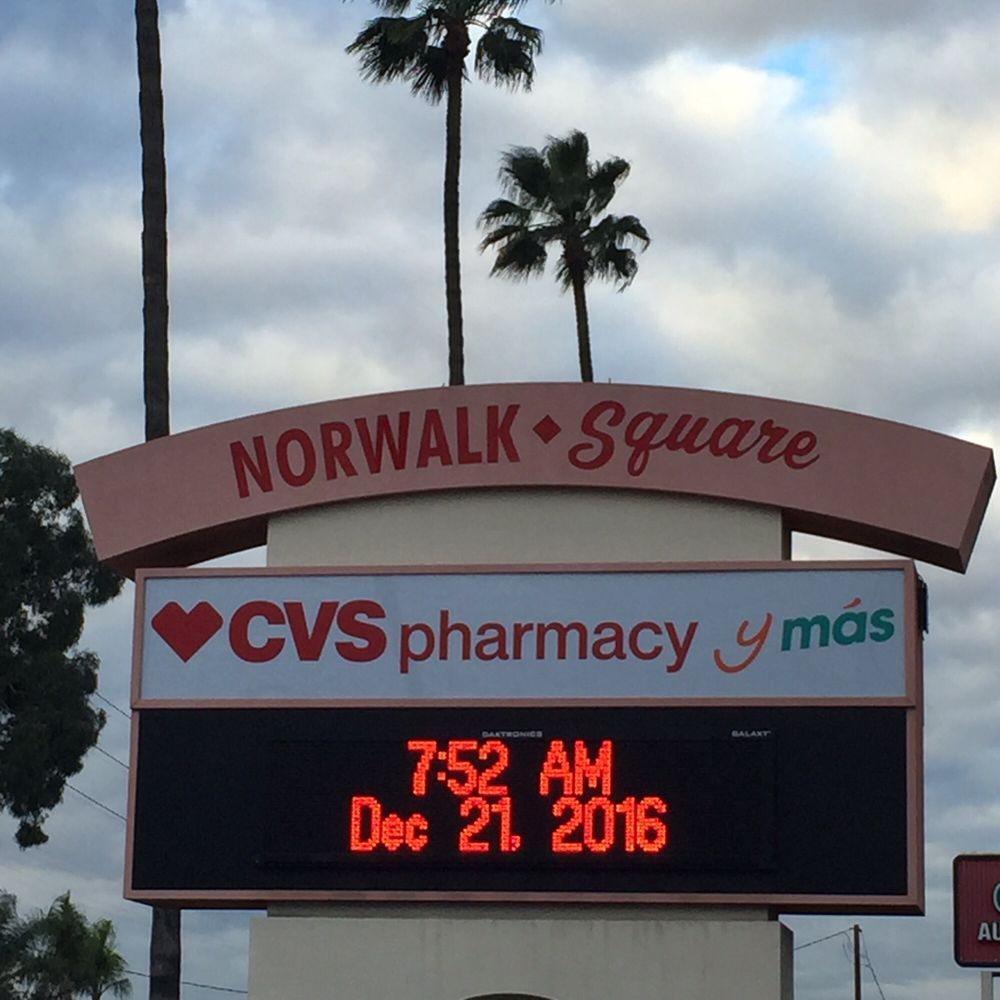 NORWALK ♦ Square
CVS pharmacy y más
DAKTRONICS GALAXY
7:52 AM
Dec 21, 2016